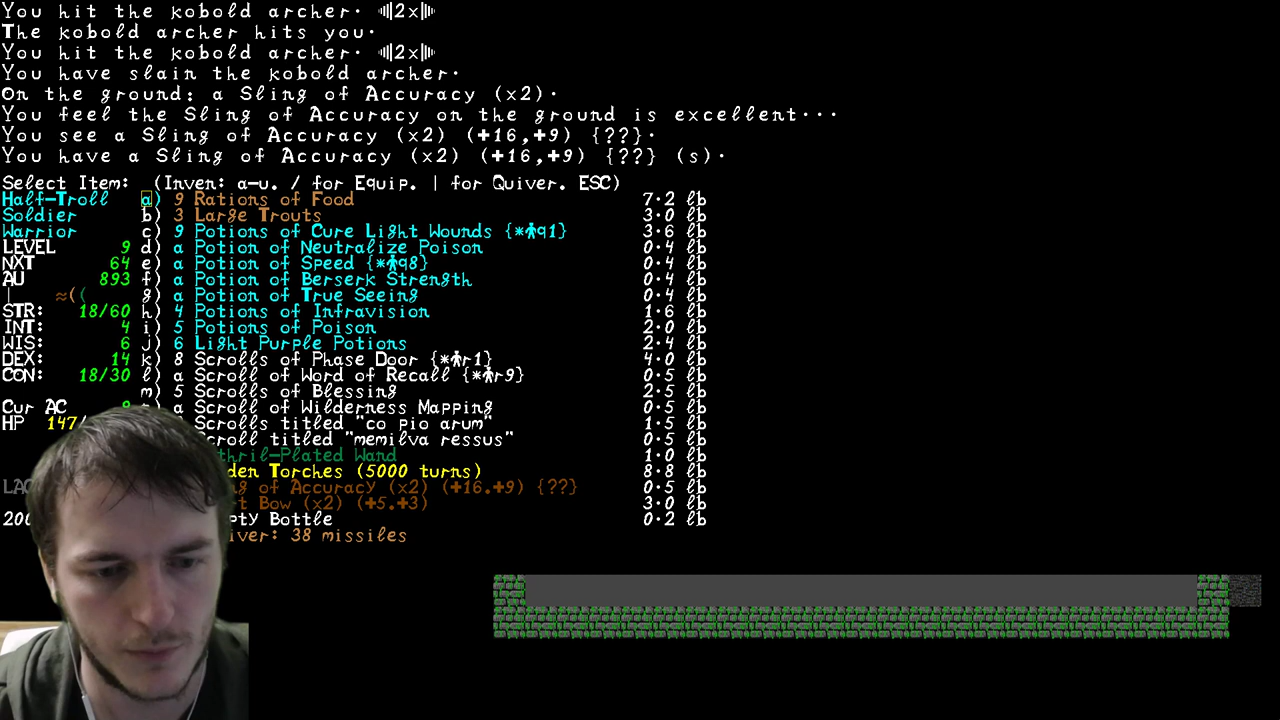 You hit the kobold archer. 2x
The kobold archer hits you.
You hit the kobold archer. 2x
You have slain the kobold archer.
On the ground: a Sling of Accuracy (x2).
You feel the Sling of Accuracy on the ground is excellent...
You see a Sling of Accuracy (x2) (+16,+9) {??}.
You have a Sling of Accuracy (x2) (+16,+9) {??} (s).
Select Item: (Inven: a-u. / for Equip. | for Quiver. ESC)
Half-Troll a) 9 Rations of Food 7.2 lb
Soldier b) 3 Large Trouts 3.0 lb
Warrior c) 9 Potions of Cure Light Wounds {*q1} 3.6 lb
LEVEL 9 d) a Potion of Neutralize Poison 0.4 lb
NXT 64 e) a Potion of Speed {*q8} 0.4 lb
AU 893 f) a Potion of Berserk Strength 0.4 lb
| ≈(( g) a Potion of True Seeing 0.4 lb
STR: 18/60 h) 4 Potions of Infravision 1.6 lb
INT: 4 i) 5 Potions of Poison 2.0 lb
WIS: 6 j) 6 Light Purple Potions 2.4 lb
DEX: 14 k) 8 Scrolls of Phase Door {*r1} 4.0 lb
CON: 18/30 l) a Scroll of Word of Recall {*r9} 0.5 lb
m) 5 Scrolls of Blessing 2.5 lb
Cur AC a Scroll of Wilderness Mapping 0.5 lb
HP 147/ Scrolls titled "co pio arum" 1.5 lb
Scroll titled "memilva ressus" 0.5 lb
thril-Plated Wand 1.0 lb
den Torches (5000 turns) 8.8 lb
g of Accuracy (x2) (+16,+9) {??} 0.5 lb
rt Bow (x2) (+5,+3) 3.0 lb
200 pty Bottle 0.2 lb
iver: 38 missiles